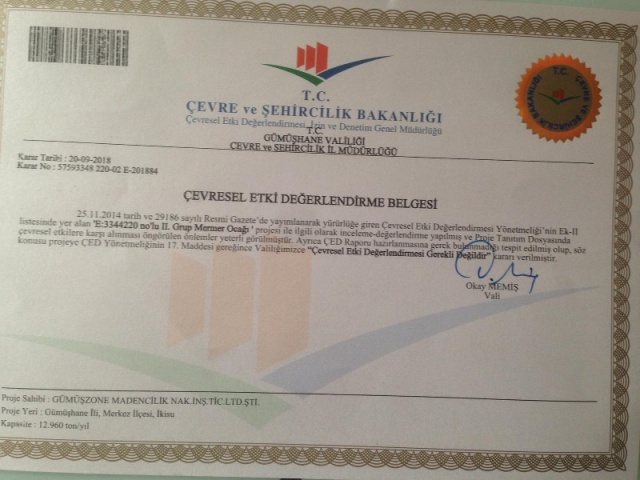 T.C.
ÇEVRE ve ŞEHİRCİLİK BAKANLIĞI
Çevresel Etki Değerlendirmesi, İzin ve Denetim Genel Müdürlüğü
T.C.
GÜMÜŞHANE VALİLİĞİ
ÇEVRE ve ŞEHİRCİLİK İL MÜDÜRLÜĞÜ
T.C. ÇEVRE ve ŞEHİRCİLİK BAKANLIĞI
Karar Tarihi : 20-09-2018
Karar No : 57593348 220-02 E-201884
ÇEVRESEL ETKİ DEĞERLENDİRME BELGESİ
25.11.2014 tarih ve 29186 sayılı Resmi Gazete'de yayımlanarak yürürlüğe giren Çevresel Etki Değerlendirmesi Yönetmeliği'nin Ek-II
listesinde yer alan "E:3344220 no'lu II. Grup Mermer Ocağı" projesi ile ilgili olarak inceleme-değerlendirme yapılmış ve Proje Tanıtım Dosyasında
çevresel etkilere karşı alınması öngörülen önlemler yeterli görülmüştür. Ayrıca ÇED Raporu hazırlanmasına gerek bulunmadığı tespit edilmiş olup, söz
konusu projeye ÇED Yönetmeliğinin 17. Maddesi gereğince Valiliğimizce "Çevresel Etki Değerlendirmesi Gerekli Değildir" kararı verilmiştir.
Okay MEMİŞ
Vali
Proje Sahibi : GÜMÜŞZONE MADENCİLİK NAK.İNŞ.TİC.LTD.ŞTİ.
Proje Yeri : Gümüşhane İli, Merkez İlçesi, İkisu
Kapasite : 12.960 ton/yıl